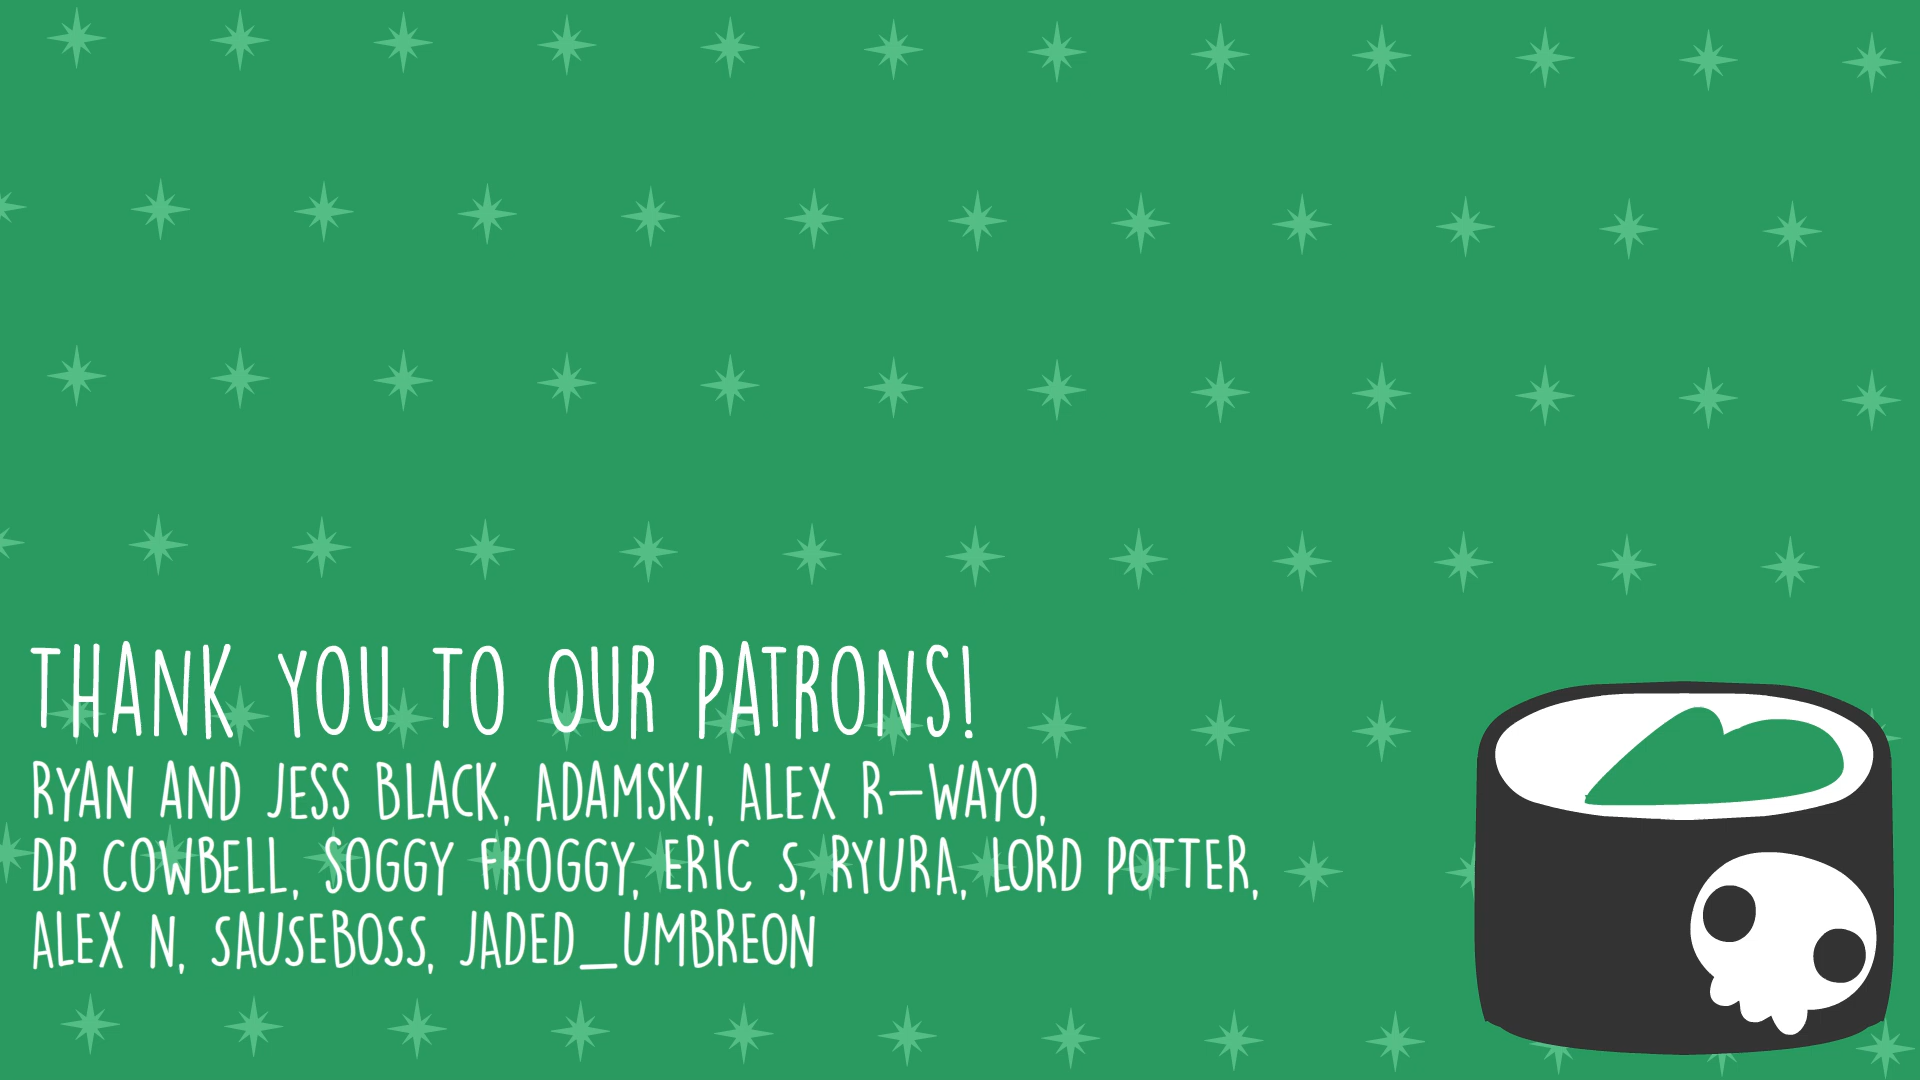 THANK YOU TO OUR PATRONS!
RYAN AND JESS BLACK, ADAMSKI, ALEX R-WAYO,
DR COWBELL, SOGGY FROGGY, ERIC S, RYURA, LORD POTTER,
ALEX N, SAUSEBOSS, JADED_UMBREON